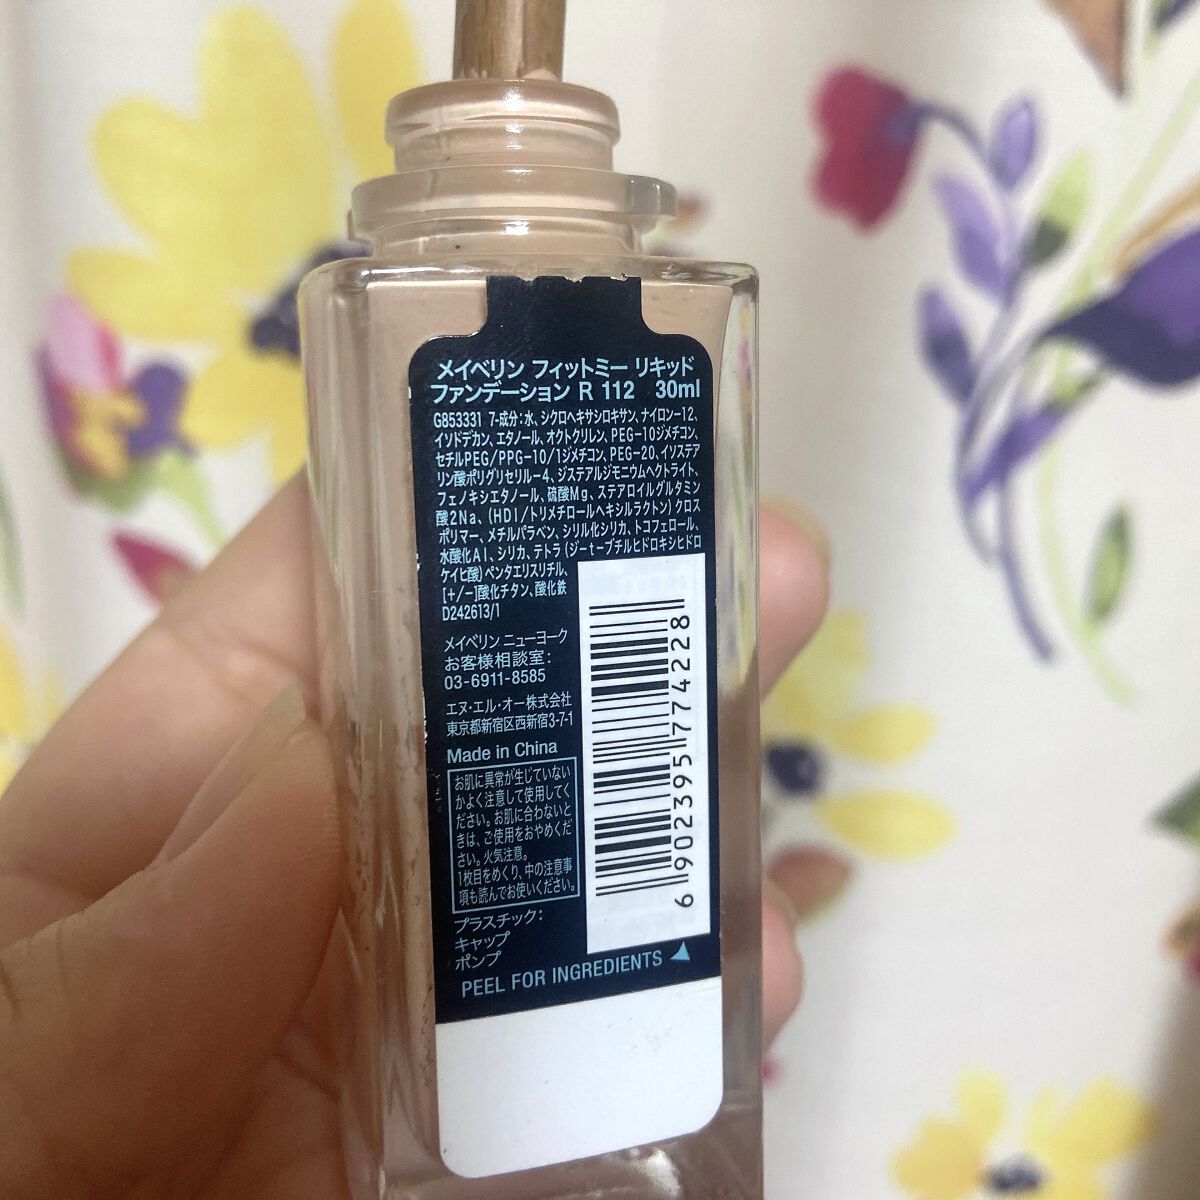 メイベリン フィットミー リキッド
ファンデーション R 112 30ml
G853331 7-成分:水、シクロヘキサシロキサン、ナイロン-12、
イソドデカン、エタノール、オクトクリレン、PEG-10ジメチコン、
セチルPEG/PPG-10/1ジメチコン、PEG-20、イソステア
リン酸ポリグリセリル-4、ジステアルジモニウムヘクトライト、
フェノキシエタノール、硫酸Mg、ステアロイルグルタミン
酸2Na、(HDI/トリメチロールヘキシルラクトン)クロス
ポリマー、メチルパラベン、シリル化シリカ、トコフェロール、
水酸化Al、シリカ、テトラ(ジ-t-ブチルヒドロキシヒドロ
ケイヒ酸)ペンタエリスリチル、
[+/-]酸化チタン、酸化鉄
D242613/1
メイベリン ニューヨーク
お客様相談室:
03-6911-8585
エヌ・エル・オー株式会社
東京都新宿区西新宿3-7-1
Made in China
お肌に異常が生じていない
かよく注意して使用してく
ださい。お肌に合わないと
きは、ご使用をおやめくだ
さい。火気注意。
1枚目をめくり、中の注意事
項も読んでお使いください。
プラスチック:
キャップ
ポンプ
PEEL FOR INGREDIENTS
6 902395 774228